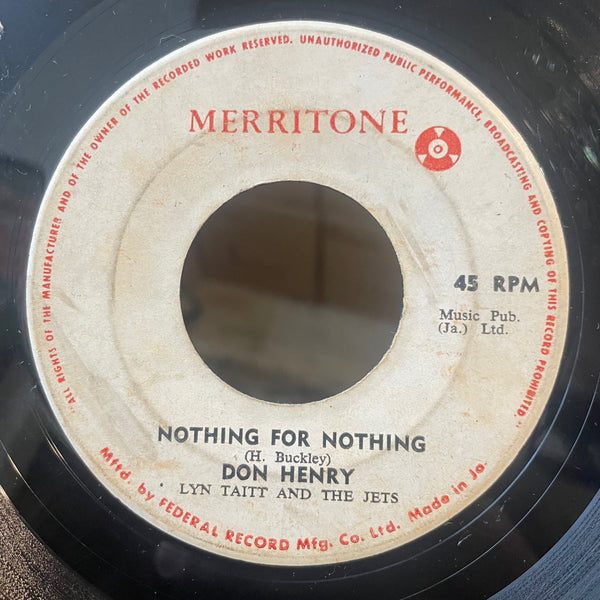 "ALL RIGHTS OF THE MANUFACTURER AND OF THE OWNER OF THE RECORDED WORK RESERVED. UNAUTHORIZED PUBLIC PERFORMANCE, BROADCASTING AND COPYING OF THIS RECORD PROHIBITED."
MERRITONE
45 RPM
Music Pub.
(Ja.) Ltd.
NOTHING FOR NOTHING
(H. Buckley)
DON HENRY
LYN TAITT AND THE JETS
Mftd. by FEDERAL RECORD Mfg. Co. Ltd. Made in Ja.